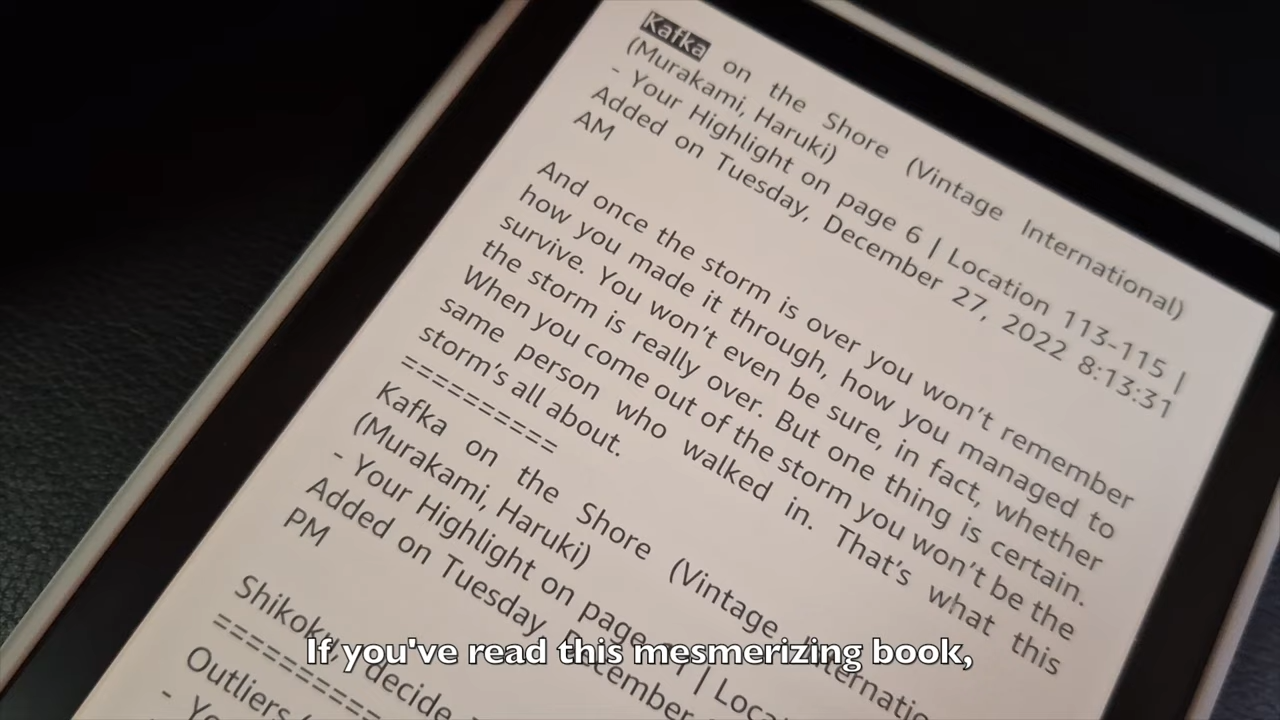 Kafka on the Shore (Vintage International)
(Murakami, Haruki)
- Your Highlight on page 6 | Location 113-115 |
Added on Tuesday, December 27, 2022 8:13:31
AM
And once the storm is over you won't remember
how you made it through, how you managed to
survive. You won't even be sure, in fact, whether
the storm is really over. But one thing is certain.
When you come out of the storm you won't be the
same person who walked in. That's what this
storm's all about.
==========
Kafka on the Shore (Vintage
(Murakami, Haruki)
- Your Highlight on page
Added on Tuesday,
PM
Shikoku, decide
Outliers
If you've read this mesmerizing book,